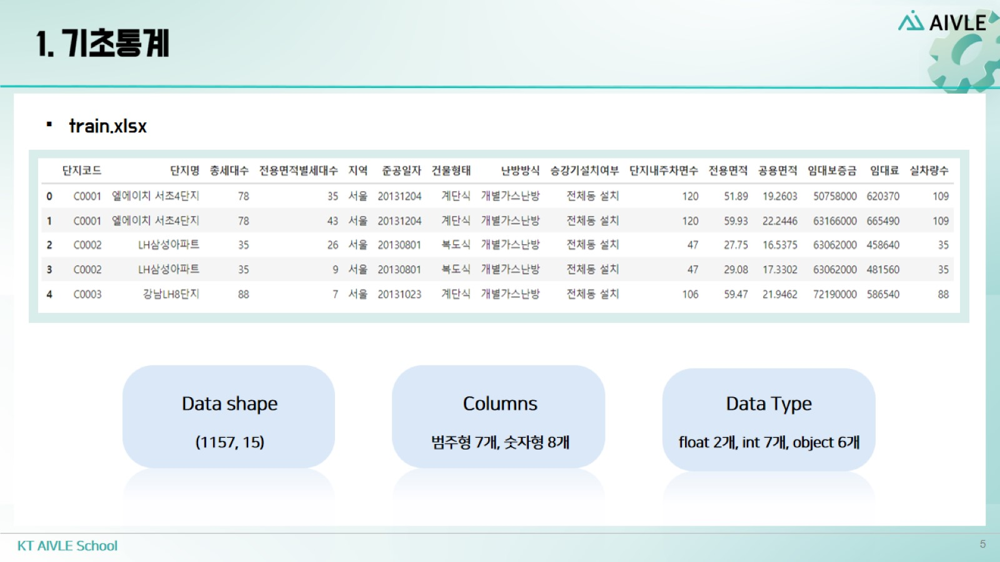 1. 기초통계
AIVLE
▪ train.xlsx
단지코드 단지명 총세대수 전용면적별세대수 지역 준공일자 건물형태 난방방식 승강기설치여부 단지내주차면수 전용면적 공용면적 임대보증금 임대료 실차량수
0 C0001 엘에이치 서초4단지 78 35 서울 20131204 계단식 개별가스난방 전체동 설치 120 51.89 19.2603 50758000 620370 109
1 C0001 엘에이치 서초4단지 78 43 서울 20131204 계단식 개별가스난방 전체동 설치 120 59.93 22.2446 63166000 665490 109
2 C0002 LH삼성아파트 35 26 서울 20130801 복도식 개별가스난방 전체동 설치 47 27.75 16.5375 63062000 458640 35
3 C0002 LH삼성아파트 35 9 서울 20130801 복도식 개별가스난방 전체동 설치 47 29.08 17.3302 63062000 481560 35
4 C0003 강남LH8단지 88 7 서울 20131023 계단식 개별가스난방 전체동 설치 106 59.47 21.9462 72190000 586540 88
Data shape
(1157, 15)
Columns
범주형 7개, 숫자형 8개
Data Type
float 2개, int 7개, object 6개
KT AIVLE School
5